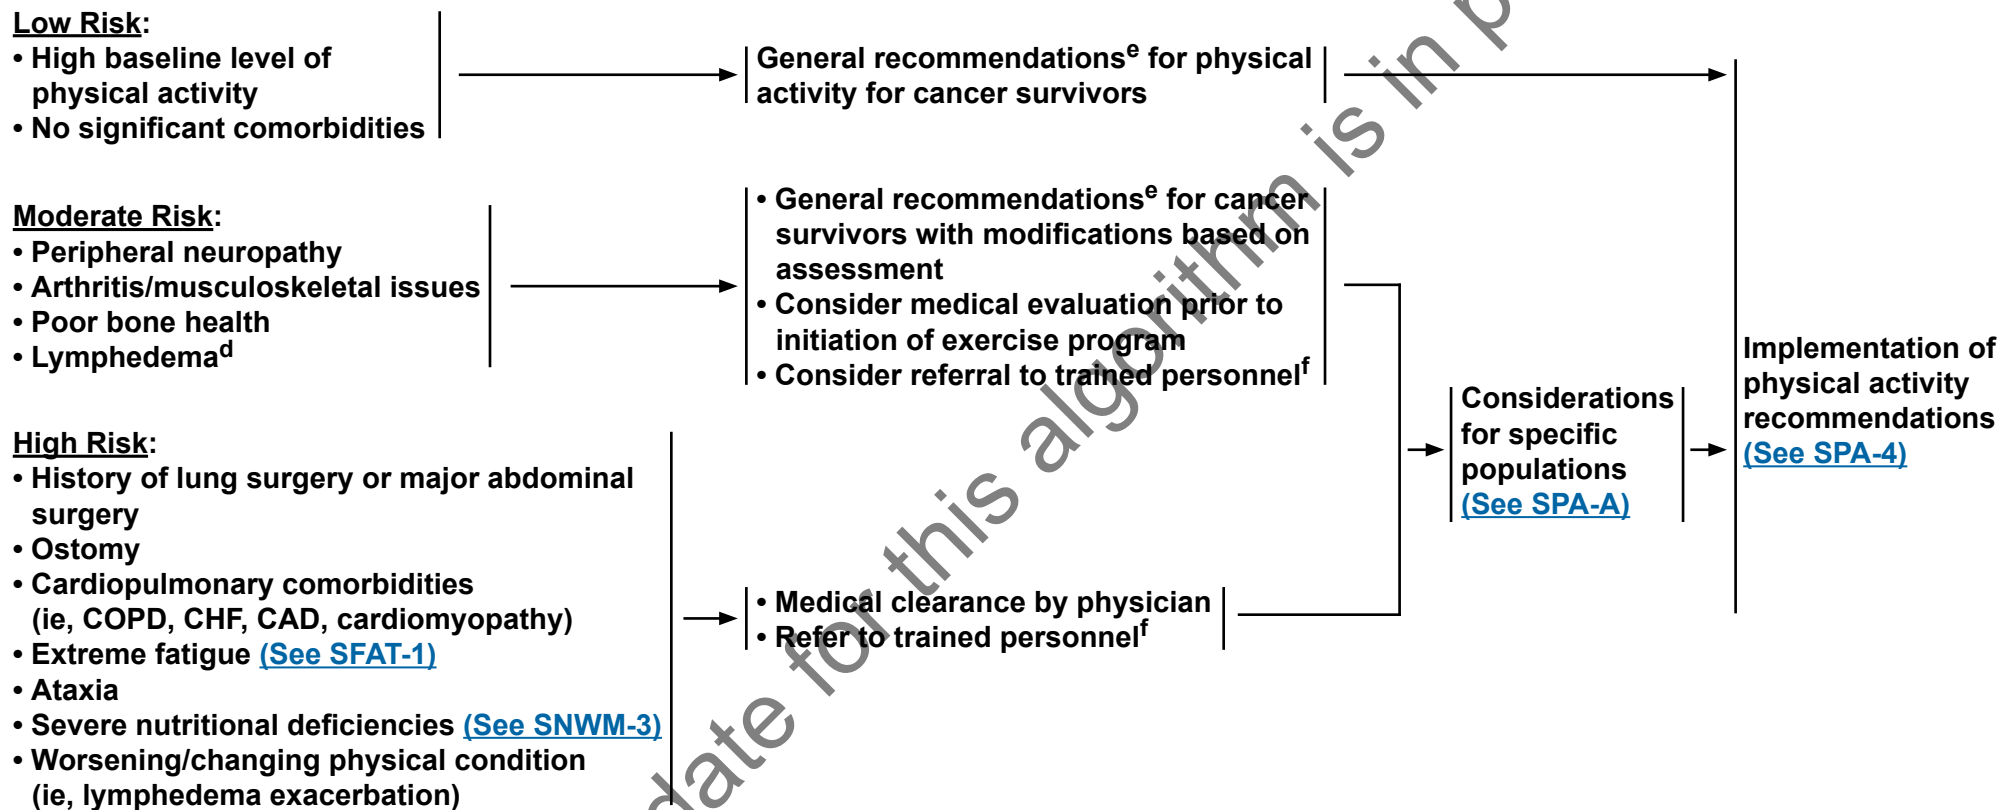 Low Risk:
• High baseline level of
physical activity
• No significant comorbidities
General recommendationsᵉ for physical
activity for cancer survivors
Moderate Risk:
• Peripheral neuropathy
• Arthritis/musculoskeletal issues
• Poor bone health
• Lymphedemaᵈ
• General recommendationsᵉ for cancer
survivors with modifications based on
assessment
• Consider medical evaluation prior to
initiation of exercise program
• Consider referral to trained personnelᶠ
High Risk:
• History of lung surgery or major abdominal
surgery
• Ostomy
• Cardiopulmonary comorbidities
(ie, COPD, CHF, CAD, cardiomyopathy)
• Extreme fatigue (See SFAT-1)
• Ataxia
• Severe nutritional deficiencies (See SNWM-3)
• Worsening/changing physical condition
(ie, lymphedema exacerbation)
• Medical clearance by physician
• Refer to trained personnelᶠ
Considerations
for specific
populations
(See SPA-A)
Implementation of
physical activity
recommendations
(See SPA-4)
date for this algorithm is in p